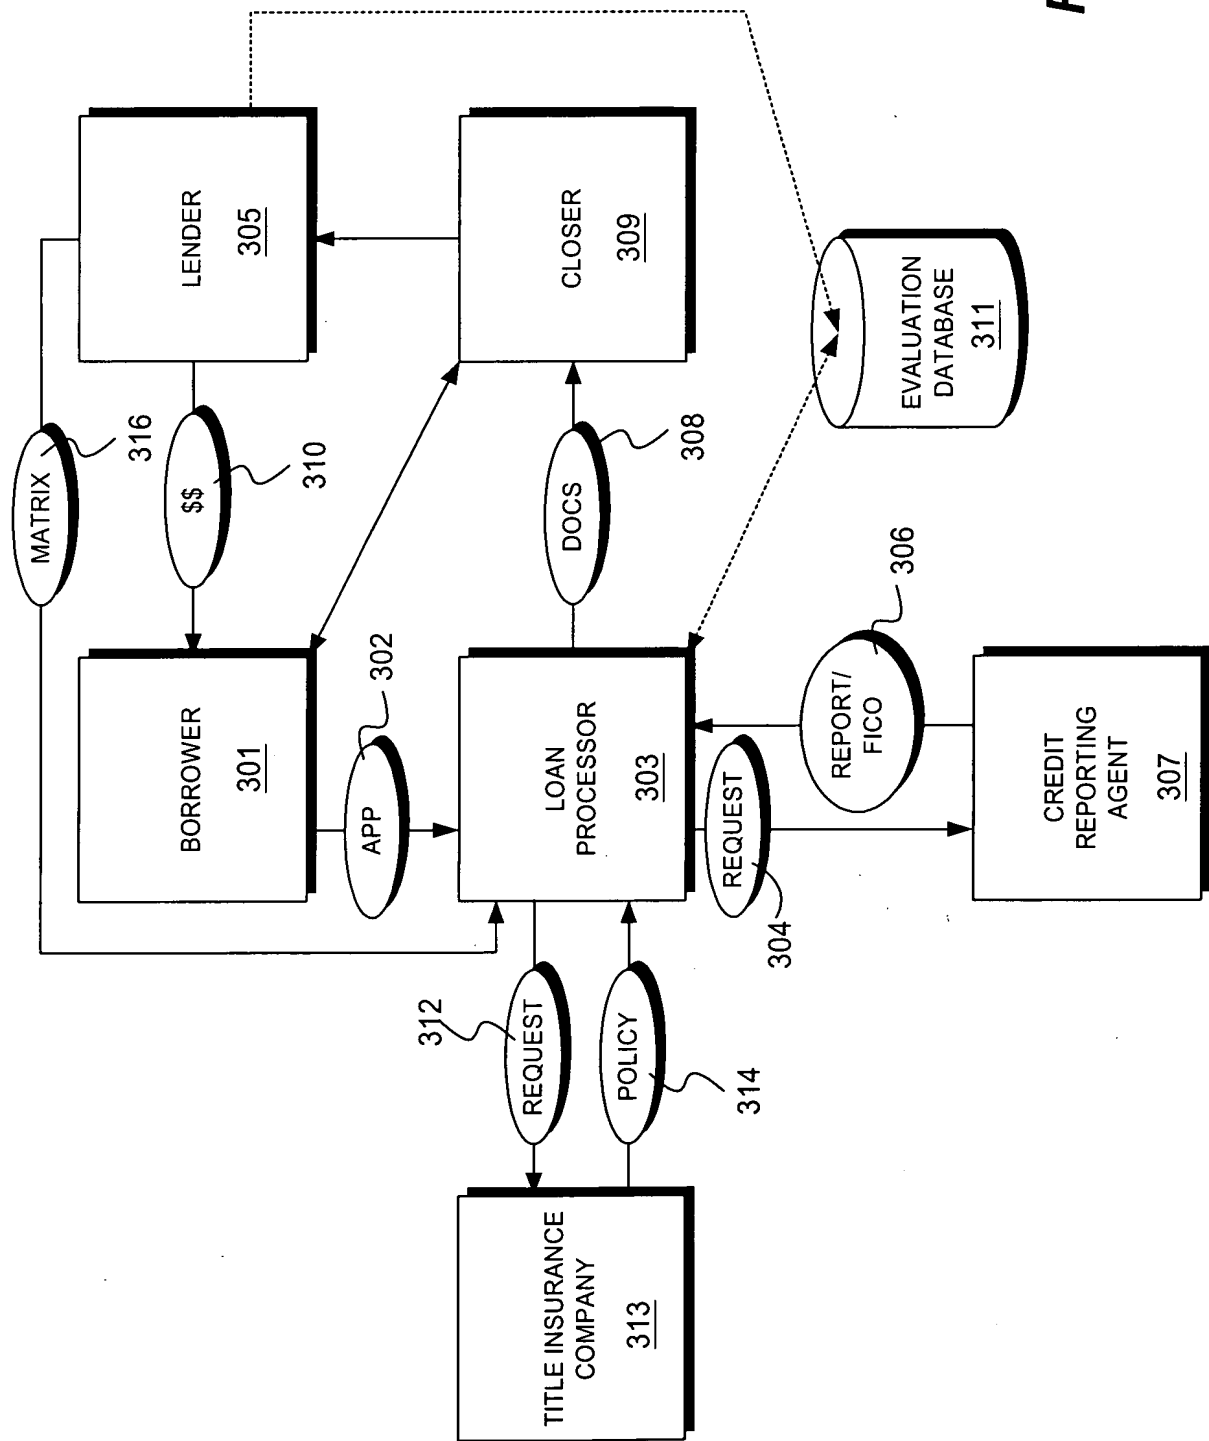 MATRIX
316
BORROWER
301
$$
310
LENDER
305
302
APP
312
REQUEST
POLICY
314
TITLE INSURANCE
COMPANY
313
LOAN
PROCESSOR
303
DOCS
308
CLOSER
309
REQUEST
304
REPORT/
FICO
306
EVALUATION
DATABASE
311
CREDIT
REPORTING
AGENT
307